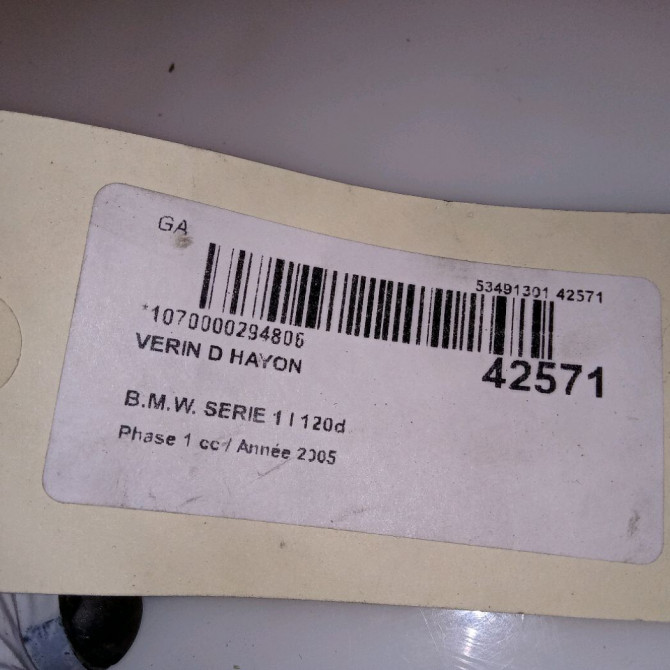 GA
53491301 42571
*1070000294806
VERIN D HAYON
42571
B.M.W. SERIE 1 I 120d
Phase 1 cc / Année 2005